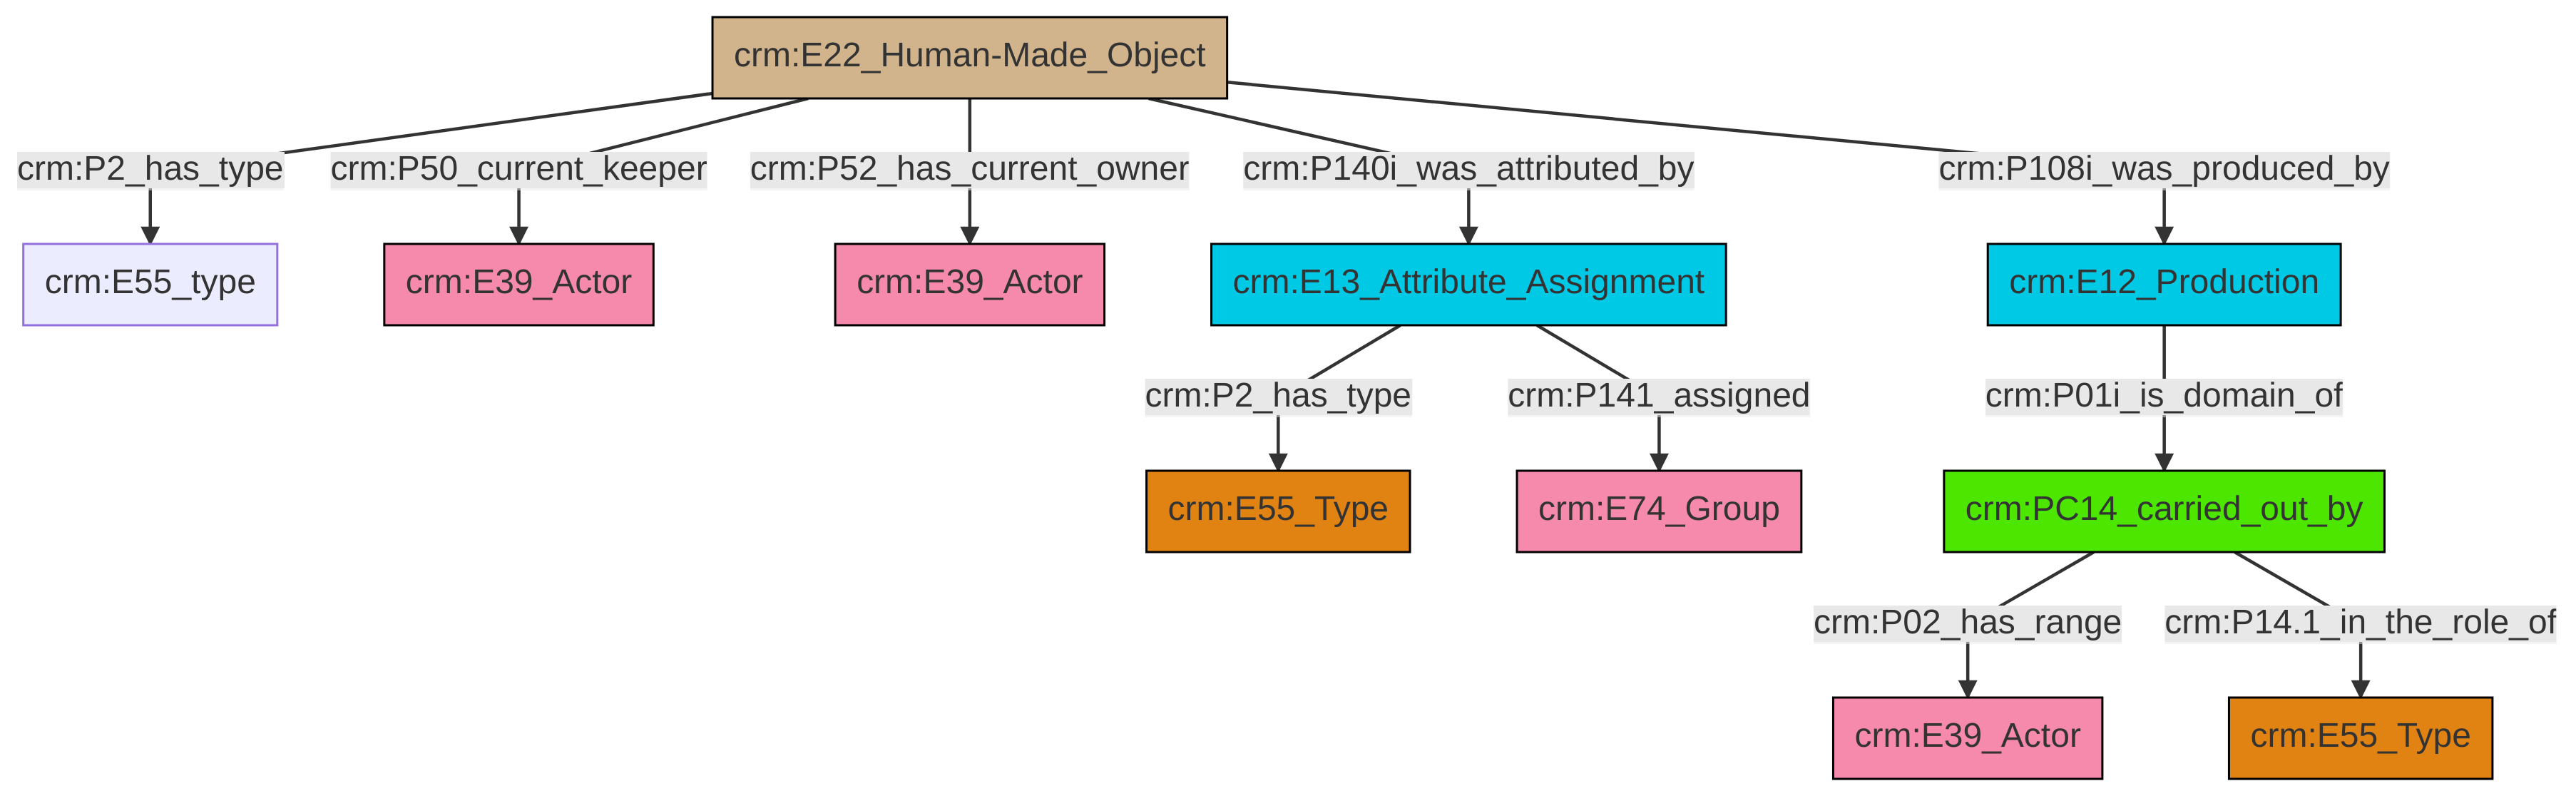 crm:E22_Human-Made_Object
crm:P2_has_type
crm:P50_current_keeper
crm:P52_has_current_owner
crm:P140i_was_attributed_by
crm:P108i_was_produced_by
crm:E55_type
crm:E39_Actor
crm:E39_Actor
crm:E13_Attribute_Assignment
crm:E12_Production
crm:P2_has_type
crm:P141_assigned
crm:P01i_is_domain_of
crm:E55_Type
crm:E74_Group
crm:PC14_carried_out_by
crm:P02_has_range
crm:P14.1_in_the_role_of
crm:E39_Actor
crm:E55_Type